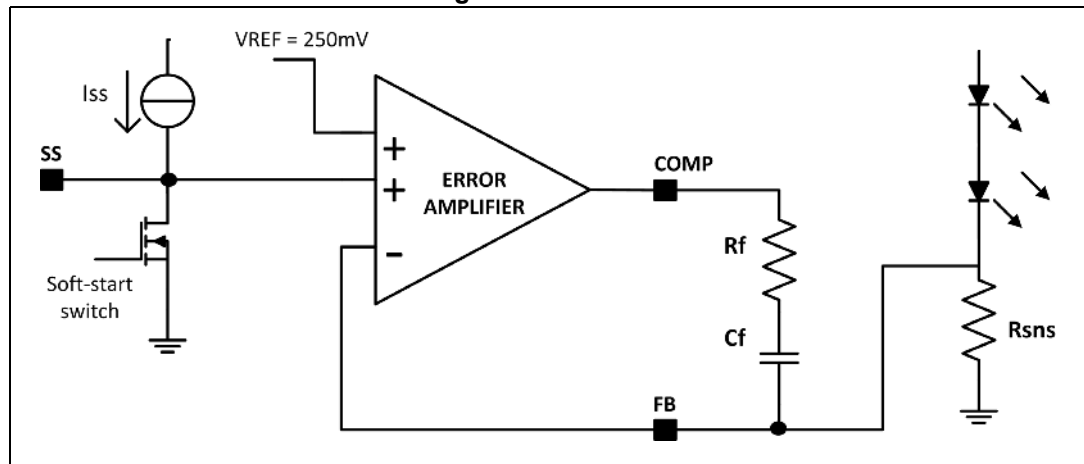 VREF = 250mV
Iss
SS
+
+
-
ERROR
AMPLIFIER
COMP
Rf
Cf
Soft-start
switch
FB
Rsns